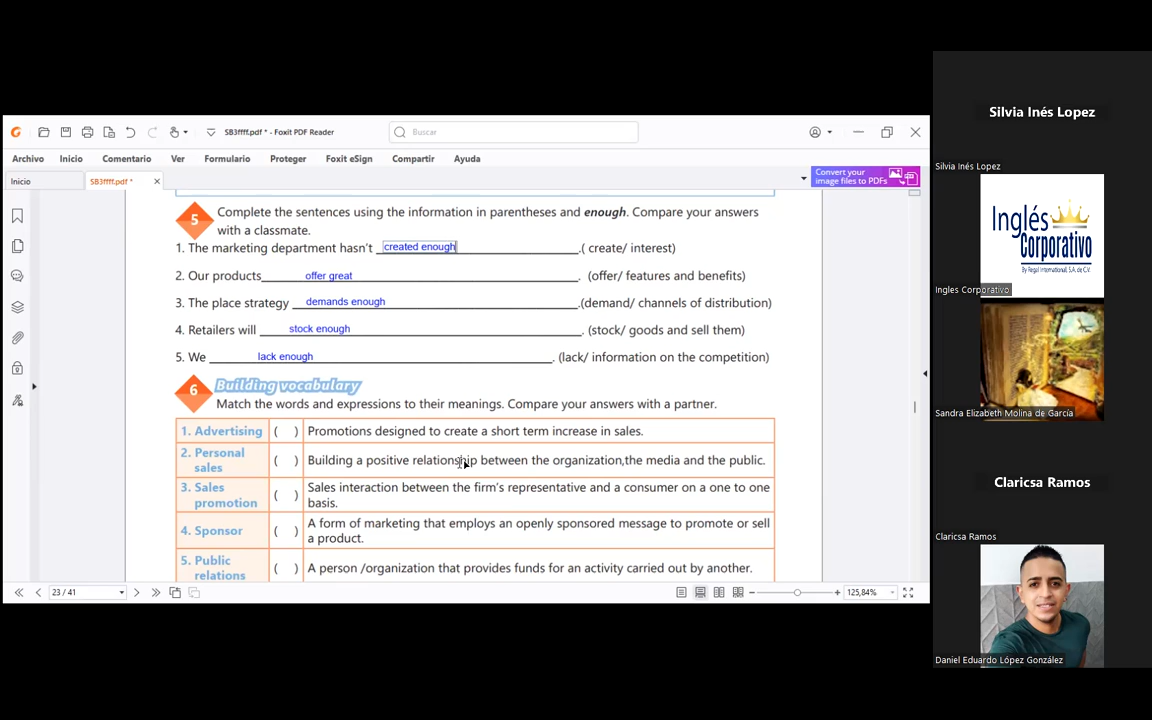 Silvia Inés Lopez
Silvia Inés Lopez
SB3ffff.pdf * - Foxit PDF Reader
Buscar
Archivo Inicio Comentario Ver Formulario Proteger Foxit eSign Compartir Ayuda
Inicio
SB3ffff.pdf *
Convert your
image files to PDFs
5 Complete the sentences using the information in parentheses and enough. Compare your answers
with a classmate.
1. The marketing department hasn't created enough.( create/ interest)
2. Our products offer great. (offer/ features and benefits)
3. The place strategy demands enough.(demand/ channels of distribution)
4. Retailers will stock enough. (stock/ goods and sell them)
5. We lack enough. (lack/ information on the competition)
6 Building vocabulary
Match the words and expressions to their meanings. Compare your answers with a partner.
1. Advertising ( ) Promotions designed to create a short term increase in sales.
2. Personal
sales ( ) Building a positive relationship between the organization,the media and the public.
3. Sales
promotion ( ) Sales interaction between the firm's representative and a consumer on a one to one
basis.
4. Sponsor ( ) A form of marketing that employs an openly sponsored message to promote or sell
a product.
5. Public
relations ( ) A person /organization that provides funds for an activity carried out by another.
23 / 41
125,84%
Inglés
Corporativo
By Regal International, S.A. de C.V.
Ingles Corporativo
Sandra Elizabeth Molina de García
Claricsa Ramos
Claricsa Ramos
Daniel Eduardo López González